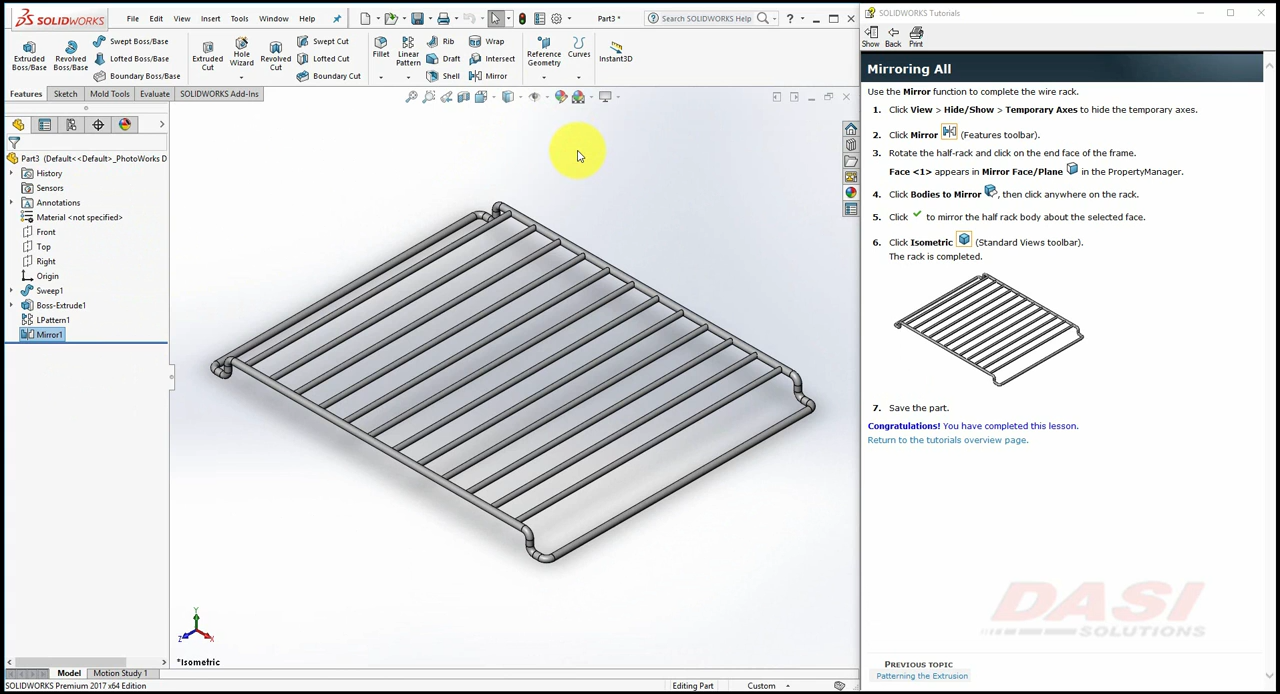 SOLIDWORKS
File Edit View Insert Tools Window Help
Part3 *
Search SOLIDWORKS Help
Extruded Boss/Base
Revolved Boss/Base
Swept Boss/Base
Lofted Boss/Base
Boundary Boss/Base
Extruded Cut
Hole Wizard
Revolved Cut
Swept Cut
Lofted Cut
Boundary Cut
Fillet
Linear Pattern
Rib
Draft
Shell
Wrap
Intersect
Mirror
Reference Geometry
Curves
Instant3D
Features Sketch Mold Tools Evaluate SOLIDWORKS Add-Ins
Part3 (Default<<Default>_PhotoWorks D
History
Sensors
Annotations
Material <not specified>
Front
Top
Right
Origin
Sweep1
Boss-Extrude1
LPattern1
Mirror1
Y
Z
X
*Isometric
Model Motion Study 1
SOLIDWORKS Premium 2017 x64 Edition
Editing Part
Custom
SOLIDWORKS Tutorials
Show Back Print
Mirroring All
Use the Mirror function to complete the wire rack.
1. Click View > Hide/Show > Temporary Axes to hide the temporary axes.
2. Click Mirror (Features toolbar).
3. Rotate the half-rack and click on the end face of the frame.
Face <1> appears in Mirror Face/Plane in the PropertyManager.
4. Click Bodies to Mirror , then click anywhere on the rack.
5. Click to mirror the half rack body about the selected face.
6. Click Isometric (Standard Views toolbar).
The rack is completed.
7. Save the part.
Congratulations! You have completed this lesson.
Return to the tutorials overview page.
DASI
SOLUTIONS
PREVIOUS TOPIC
Patterning the Extrusion